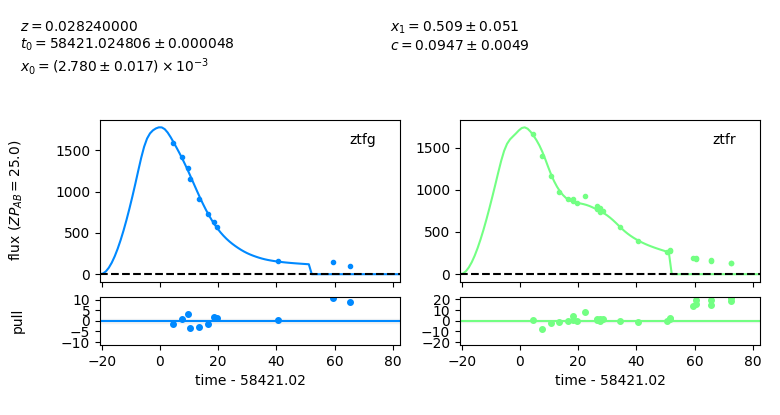 z = 0.028240000
t₀ = 58421.024806 ± 0.000048
x₀ = (2.780 ± 0.017) × 10⁻³
x₁ = 0.509 ± 0.051
c = 0.0947 ± 0.0049
flux (ZP_AB = 25.0)
1500
1000
500
0
ztfg
1500
1000
500
0
ztfr
pull
10
5
0
−5
−10
−20 0 20 40 60 80
time - 58421.02
20
10
0
−10
−20
−20 0 20 40 60 80
time - 58421.02